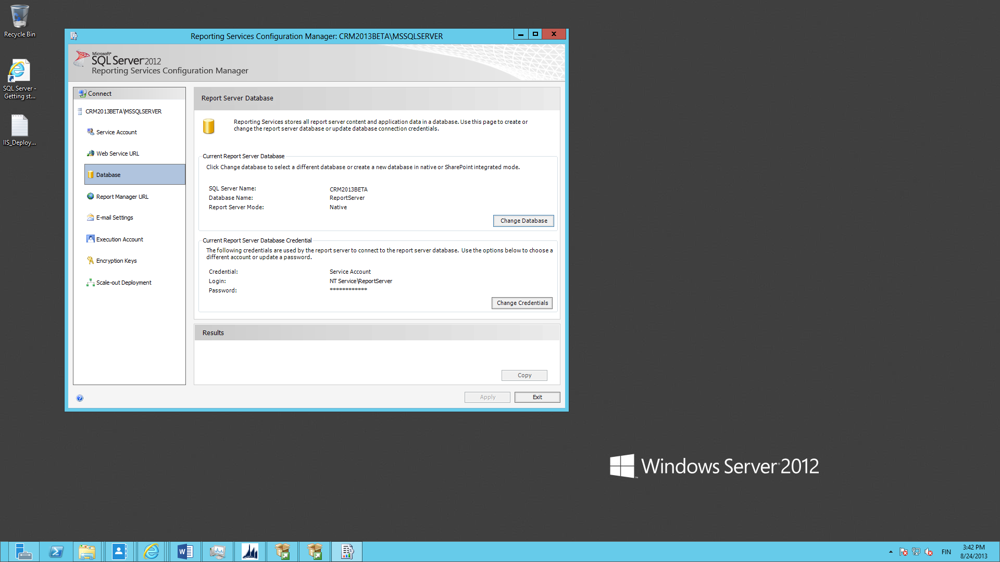 Recycle Bin
SQL Server -
Getting st...
IIS_Deploy...
Reporting Services Configuration Manager: CRM2013BETA\MSSQLSERVER
Microsoft®
SQL Server 2012
Reporting Services Configuration Manager
Connect
CRM2013BETA\MSSQLSERVER
Service Account
Web Service URL
Database
Report Manager URL
E-mail Settings
Execution Account
Encryption Keys
Scale-out Deployment
Report Server Database
Reporting Services stores all report server content and application data in a database. Use this page to create or
change the report server database or update database connection credentials.
Current Report Server Database
Click Change database to select a different database or create a new database in native or SharePoint integrated mode.
SQL Server Name: CRM2013BETA
Database Name: ReportServer
Report Server Mode: Native
Change Database
Current Report Server Database Credential
The following credentials are used by the report server to connect to the report server database. Use the options below to choose a
different account or update a password.
Credential: Service Account
Login: NT Service\ReportServer
Password: ************
Change Credentials
Results
Copy
Apply
Exit
Windows Server 2012
FIN
3:42 PM
8/24/2013